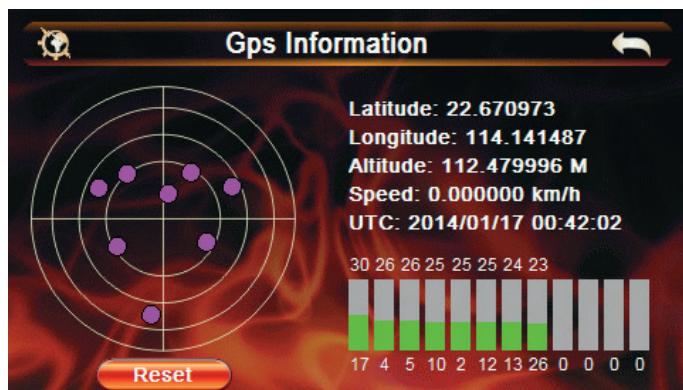 Gps Information
Latitude: 22.670973
Longitude: 114.141487
Altitude: 112.479996 M
Speed: 0.000000 km/h
UTC: 2014/01/17 00:42:02
30 26 26 25 25 25 24 23
17 4 5 10 2 12 13 26 0 0 0 0
Reset